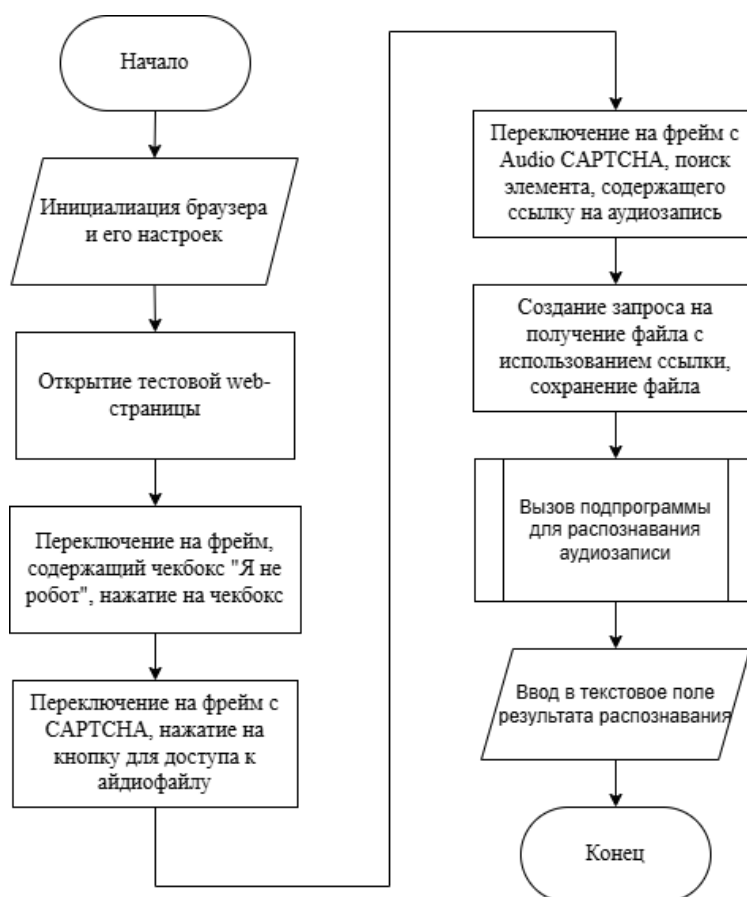 Начало
Инициалиация браузера
и его настроек
Открытие тестовой web-
страницы
Переключение на фрейм,
содержащий чекбокс "Я не
робот", нажатие на чекбокс
Переключение на фрейм с
CAPTCHA, нажатие на
кнопку для доступа к
айдиофайлу
Переключение на фрейм с
Audio CAPTCHA, поиск
элемента, содержащего
ссылку на аудиозапись
Создание запроса на
получение файла с
использованием ссылки,
сохранение файла
Вызов подпрограммы
для распознавания
аудиозаписи
Ввод в текстовое поле
результата распознавания
Конец